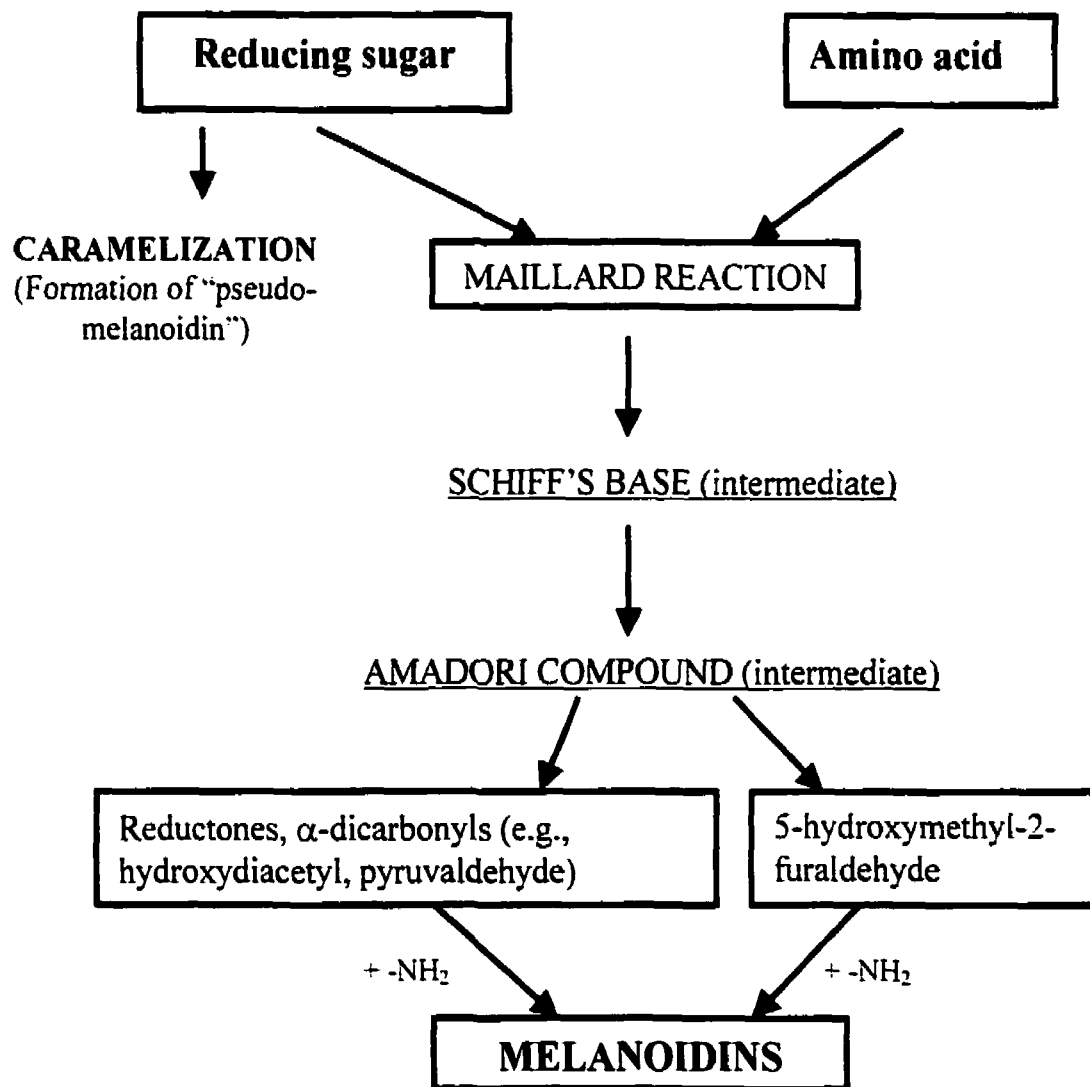 Reducing sugar
Amino acid
CARAMELIZATION
(Formation of "pseudo-
melanoidin")
MAILLARD REACTION
SCHIFF'S BASE (intermediate)
AMADORI COMPOUND (intermediate)
Reductones, α-dicarbonyls (e.g.,
hydroxydiacetyl, pyruvaldehyde)
5-hydroxymethyl-2-
furaldehyde
+ -NH₂
+ -NH₂
MELANOIDINS